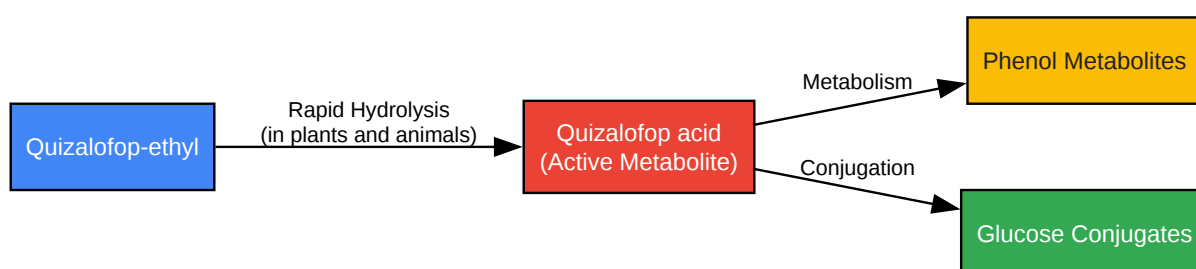 Quizalofop-ethyl
Rapid Hydrolysis
(in plants and animals)
Quizalofop acid
(Active Metabolite)
Metabolism
Phenol Metabolites
Conjugation
Glucose Conjugates